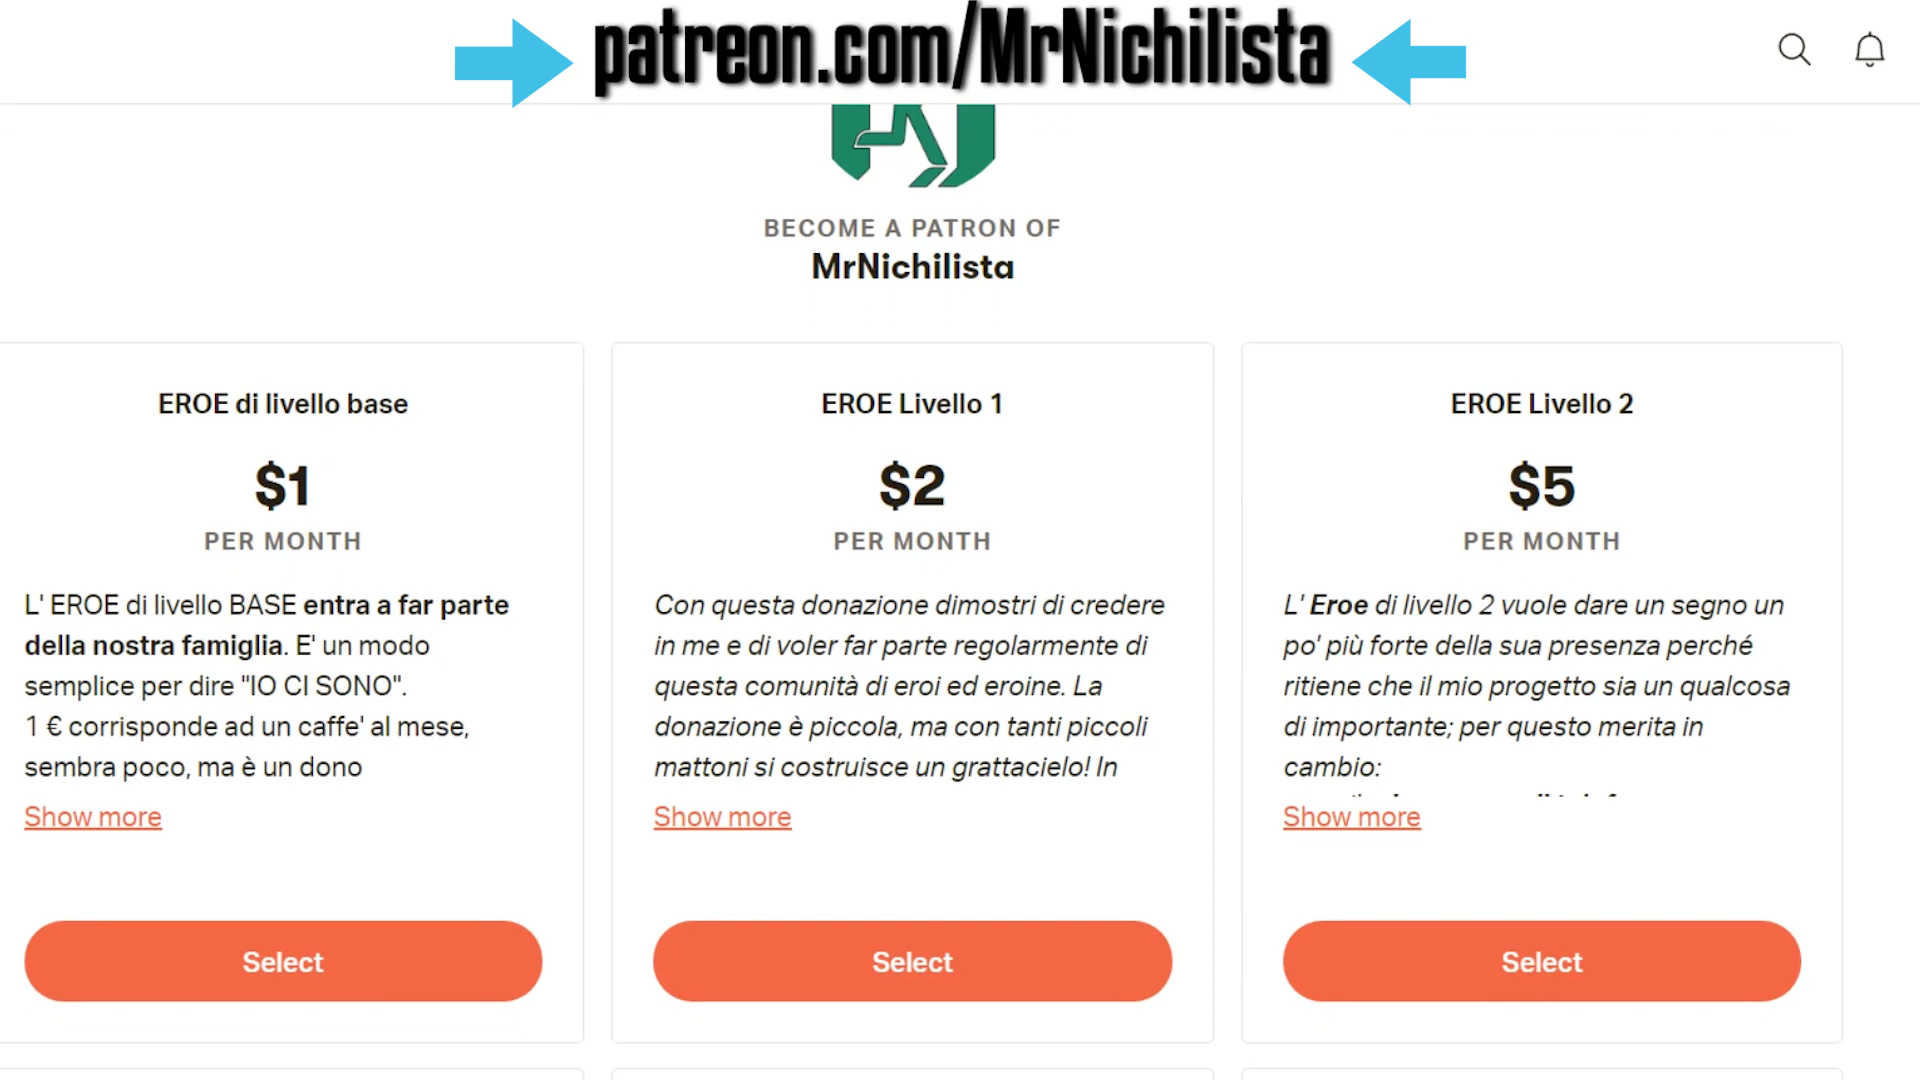 patreon.com/MrNichilista
BECOME A PATRON OF
MrNichilista
EROE di livello base
$1
PER MONTH
L' EROE di livello BASE entra a far parte
della nostra famiglia. E' un modo
semplice per dire "IO CI SONO".
1 € corrisponde ad un caffe' al mese,
sembra poco, ma è un dono
Show more
Select
EROE Livello 1
$2
PER MONTH
Con questa donazione dimostri di credere
in me e di voler far parte regolarmente di
questa comunità di eroi ed eroine. La
donazione è piccola, ma con tanti piccoli
mattoni si costruisce un grattacielo! In
Show more
Select
EROE Livello 2
$5
PER MONTH
L' Eroe di livello 2 vuole dare un segno un
po' più forte della sua presenza perché
ritiene che il mio progetto sia un qualcosa
di importante; per questo merita in
cambio:
Show more
Select